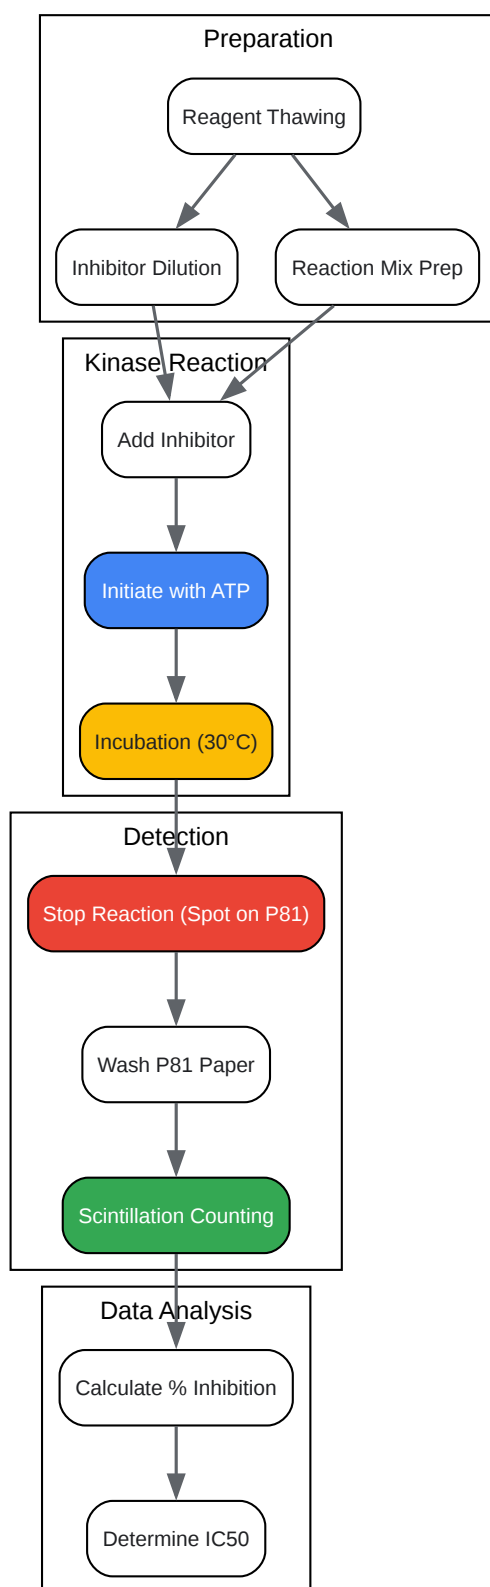 Preparation
Reagent Thawing
Inhibitor Dilution
Reaction Mix Prep
Kinase Reaction
Add Inhibitor
Initiate with ATP
Incubation (30°C)
Detection
Stop Reaction (Spot on P81)
Wash P81 Paper
Scintillation Counting
Data Analysis
Calculate % Inhibition
Determine IC50